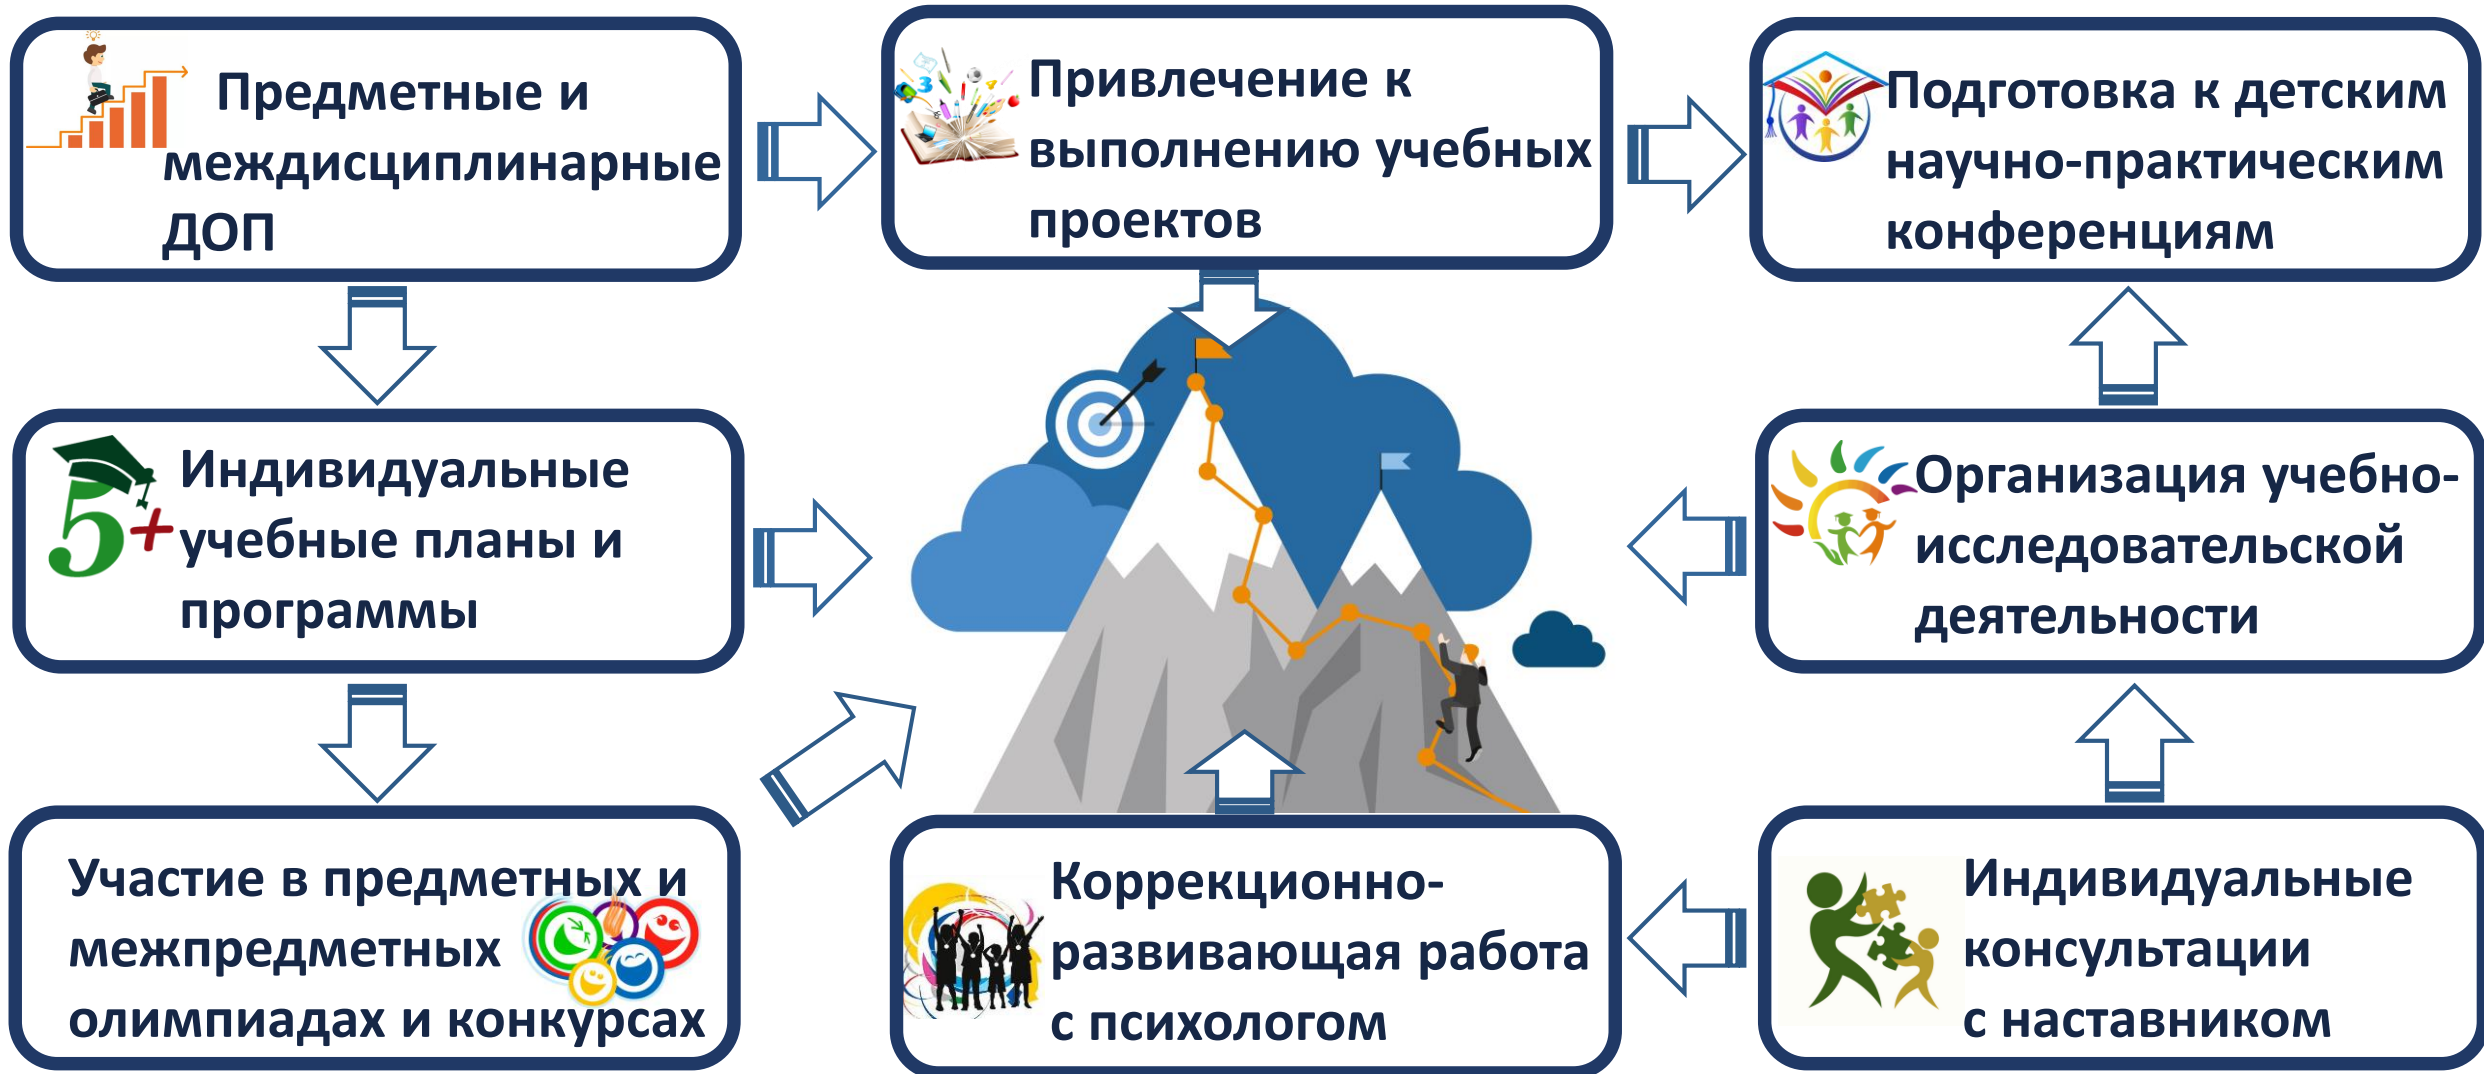 Предметные и
междисциплинарные
ДОП
Привлечение к
выполнению учебных
проектов
Подготовка к детским
научно-практическим
конференциям
Индивидуальные
учебные планы и
программы
5+
Организация учебно-
исследовательской
деятельности
Участие в предметных и
межпредметных
олимпиадах и конкурсах
Коррекционно-
развивающая работа
с психологом
Индивидуальные
консультации
с наставником